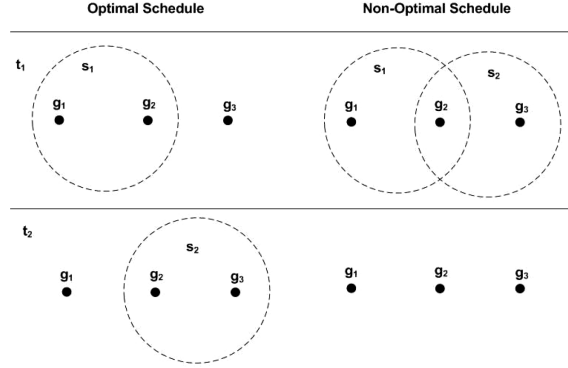 Optimal Schedule Non-Optimal Schedule
t₁ s₁ s₁ s₂
g₁ g₂ g₃ g₁ g₂ g₃
t₂ s₂
g₁ g₂ g₃ g₁ g₂ g₃